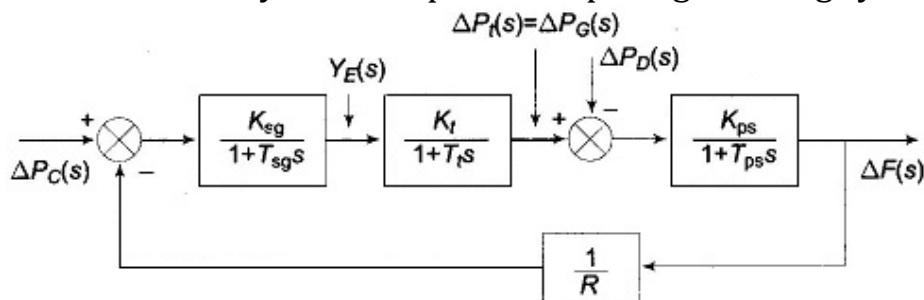 ΔP_t(s)=ΔP_G(s)
Y_E(s)
ΔP_D(s)
+
K_sg
1+T_sg s
K_t
1+T_t s
+
−
K_ps
1+T_ps s
ΔP_C(s)
−
ΔF(s)
1
R